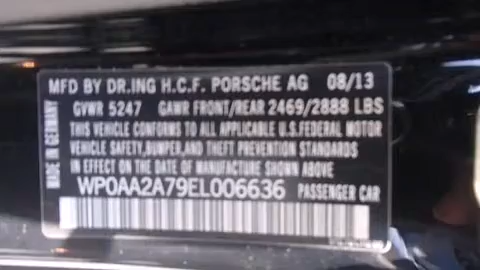 MFD BY DR.ING H.C.F. PORSCHE AG 08/13
GVWR 5247 GAWR FRONT/REAR 2469/2888 LBS
THIS VEHICLE CONFORMS TO ALL APPLICABLE U.S.FEDERAL MOTOR
VEHICLE SAFETY,BUMPER,AND THEFT PREVENTION STANDARDS
IN EFFECT ON THE DATE OF MANUFACTURE SHOWN ABOVE
WP0AA2A79EL006636 PASSENGER CAR
MADE IN GERMANY